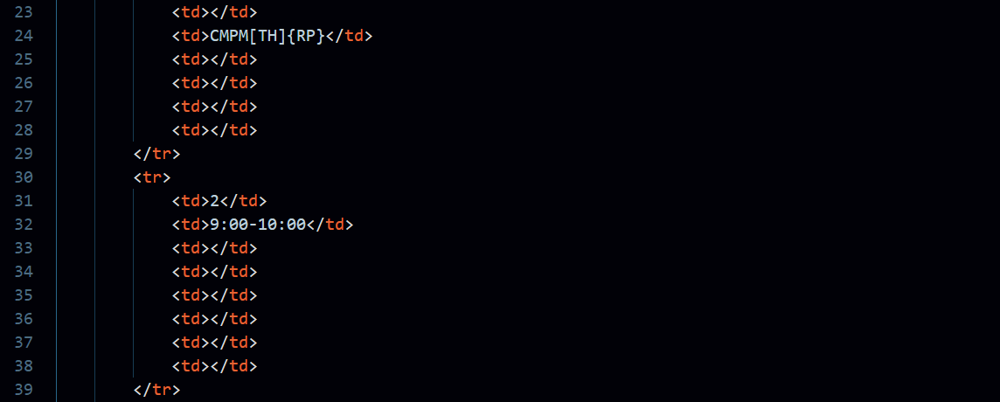 23 <td></td>
24 <td>CMPM[TH]{RP}</td>
25 <td></td>
26 <td></td>
27 <td></td>
28 <td></td>
29 </tr>
30 <tr>
31 <td>2</td>
32 <td>9:00-10:00</td>
33 <td></td>
34 <td></td>
35 <td></td>
36 <td></td>
37 <td></td>
38 <td></td>
39 </tr>